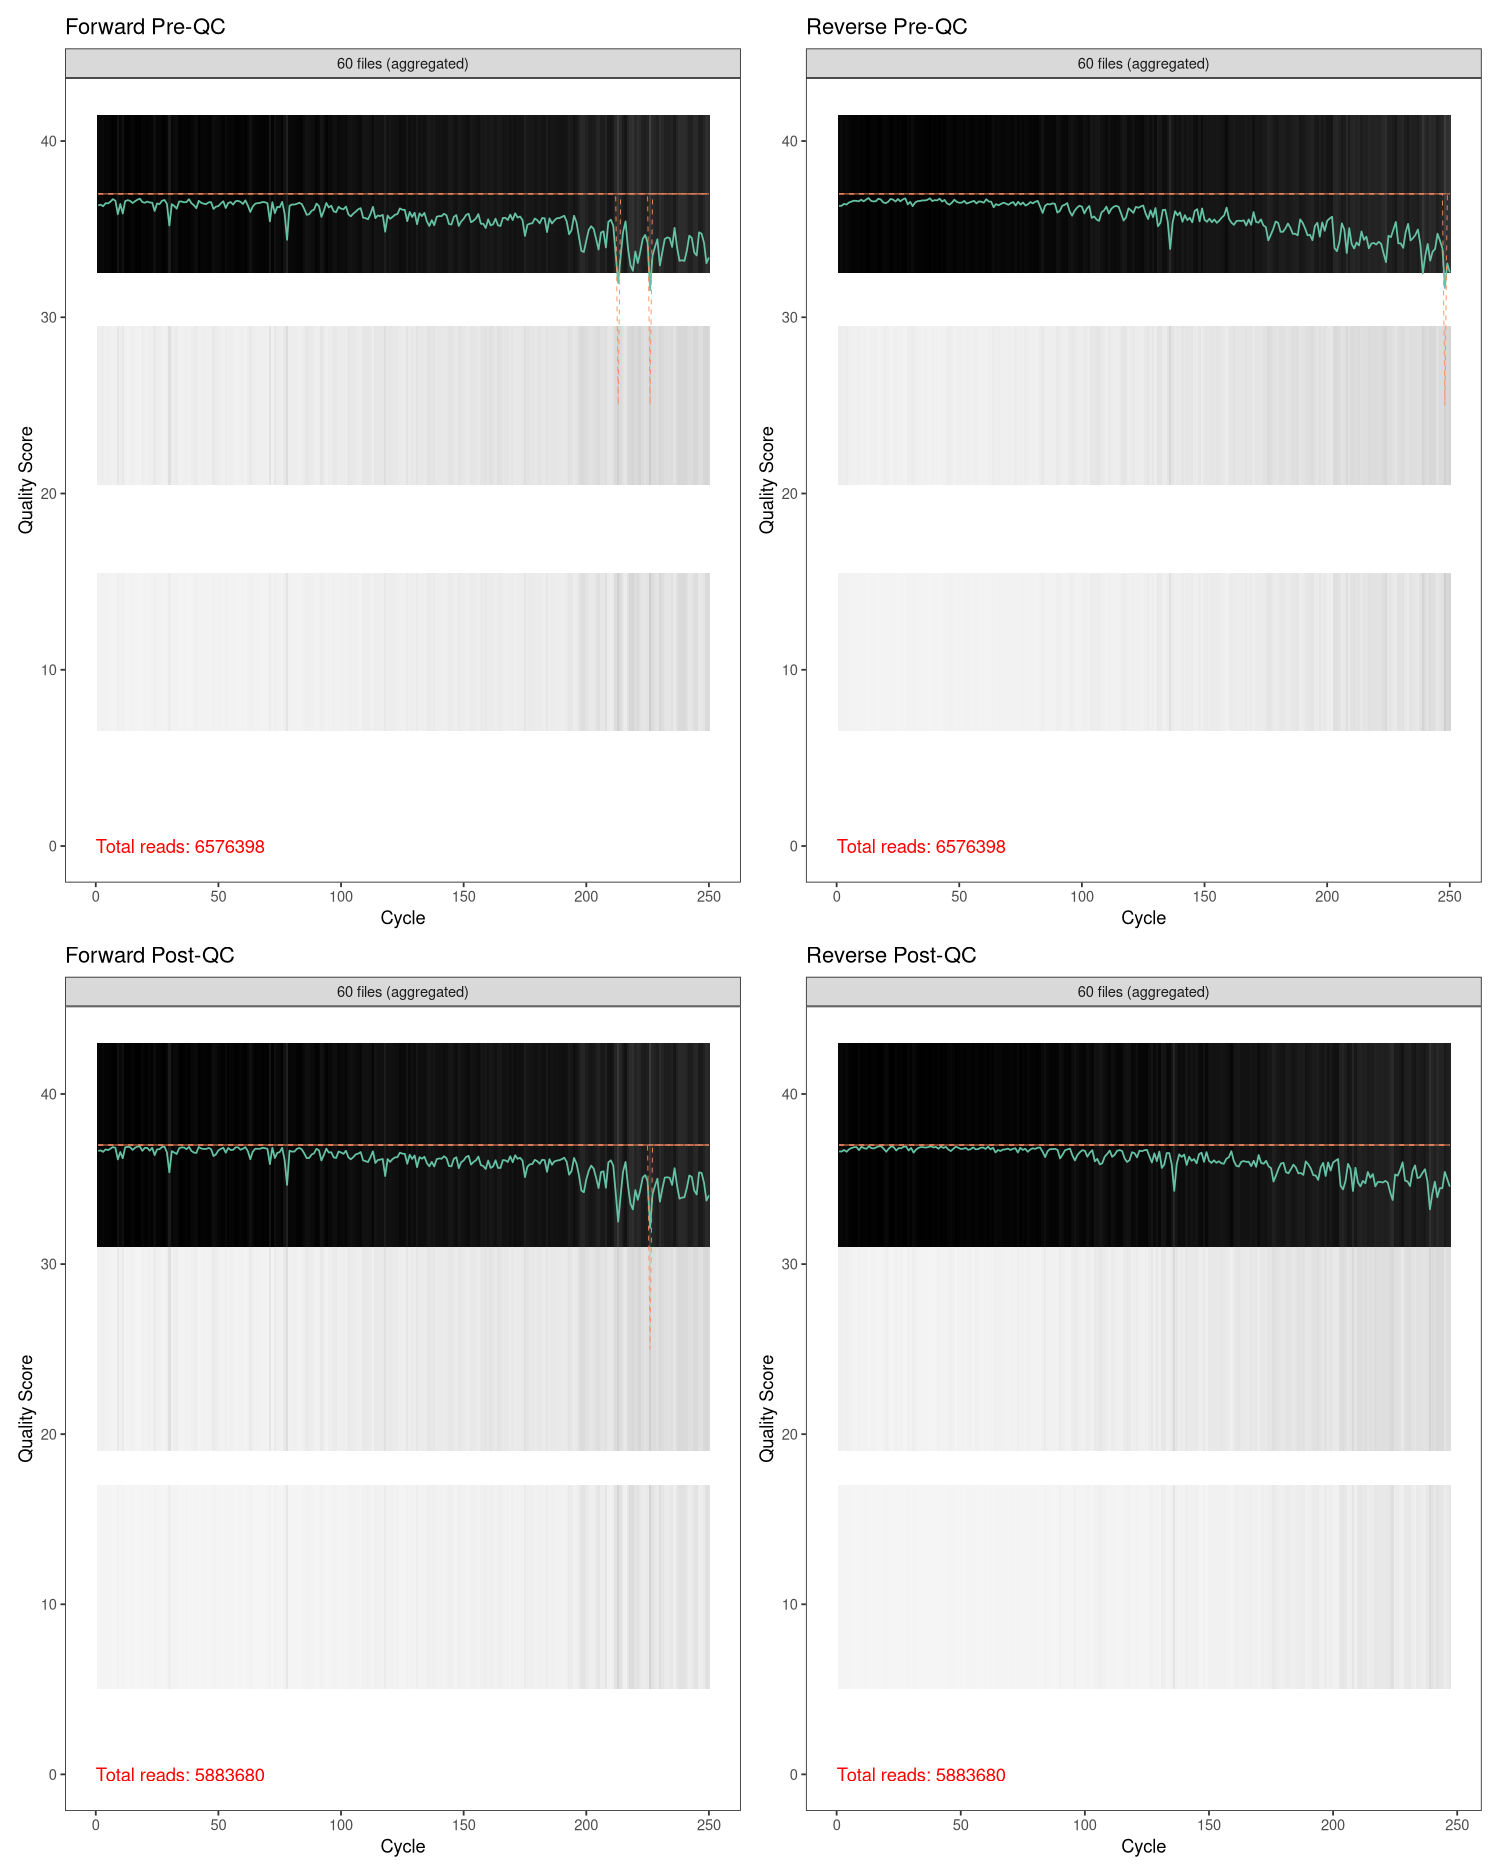 Forward Pre-QC
60 files (aggregated)
40
30
20
10
0
Quality Score
Total reads: 6576398
0 50 100 150 200 250
Cycle
Reverse Pre-QC
60 files (aggregated)
40
30
20
10
0
Quality Score
Total reads: 6576398
0 50 100 150 200 250
Cycle
Forward Post-QC
60 files (aggregated)
40
30
20
10
0
Quality Score
Total reads: 5883680
0 50 100 150 200 250
Cycle
Reverse Post-QC
60 files (aggregated)
40
30
20
10
0
Quality Score
Total reads: 5883680
0 50 100 150 200 250
Cycle